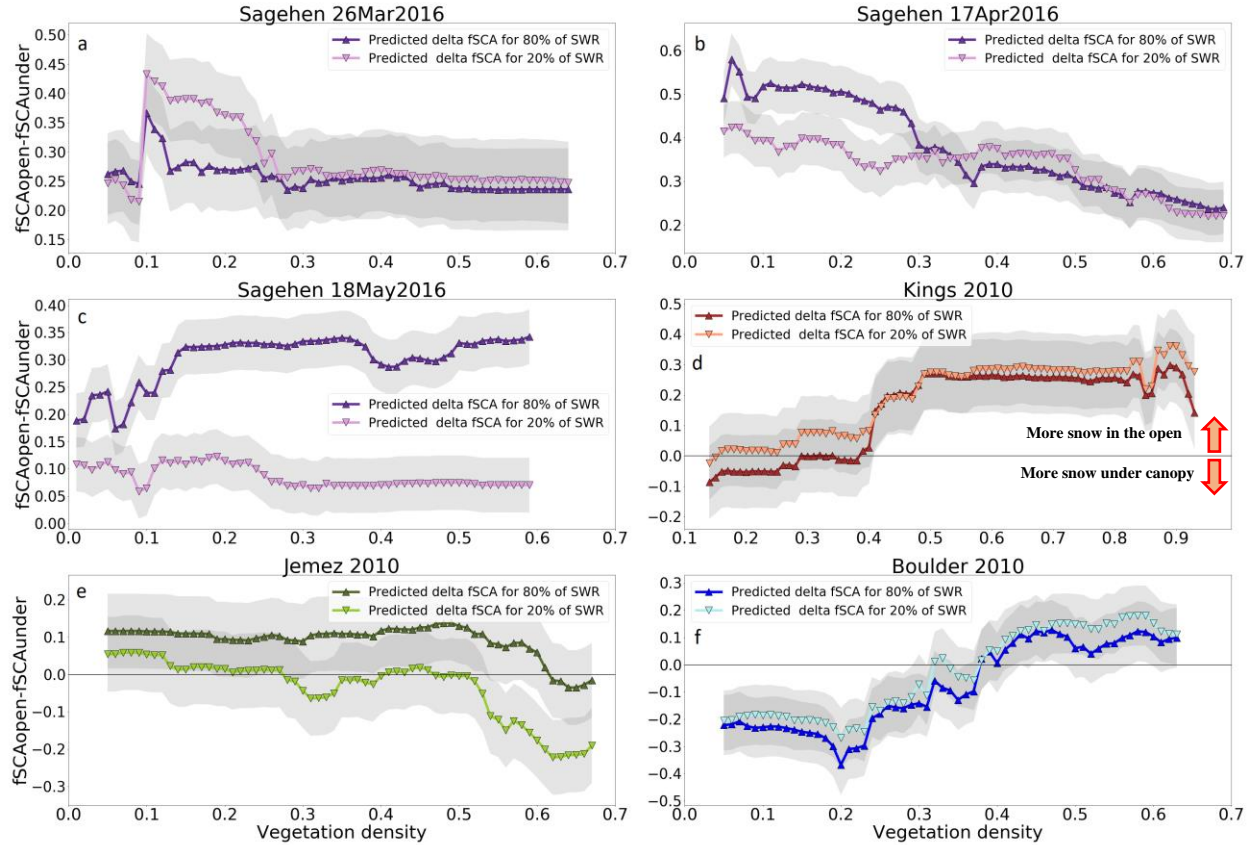 Sagehen 26Mar2016
a
Predicted delta fSCA for 80% of SWR
Predicted  delta fSCA for 20% of SWR
fSCAopen-fSCAunder
0.50
0.45
0.40
0.35
0.30
0.25
0.20
0.15
0.0 0.1 0.2 0.3 0.4 0.5 0.6 0.7
Sagehen 17Apr2016
b
Predicted delta fSCA for 80% of SWR
Predicted  delta fSCA for 20% of SWR
0.6
0.5
0.4
0.3
0.2
0.0 0.1 0.2 0.3 0.4 0.5 0.6 0.7
Sagehen 18May2016
c
Predicted delta fSCA for 80% of SWR
Predicted  delta fSCA for 20% of SWR
fSCAopen-fSCAunder
0.40
0.35
0.30
0.25
0.20
0.15
0.10
0.05
0.00
0.0 0.1 0.2 0.3 0.4 0.5 0.6 0.7
Kings 2010
Predicted delta fSCA for 80% of SWR
Predicted  delta fSCA for 20% of SWR
d
0.5
0.4
0.3
0.2
0.1
0.0
−0.1
−0.2
More snow in the open
More snow under canopy
0.1 0.2 0.3 0.4 0.5 0.6 0.7 0.8 0.9
Jemez 2010
e
Predicted delta fSCA for 80% of SWR
Predicted  delta fSCA for 20% of SWR
fSCAopen-fSCAunder
0.2
0.1
0.0
−0.1
−0.2
−0.3
0.0 0.1 0.2 0.3 0.4 0.5 0.6 0.7
Vegetation density
Boulder 2010
Predicted delta fSCA for 80% of SWR
Predicted  delta fSCA for 20% of SWR
f
0.3
0.2
0.1
0.0
−0.1
−0.2
−0.3
−0.4
−0.5
0.0 0.1 0.2 0.3 0.4 0.5 0.6 0.7
Vegetation density